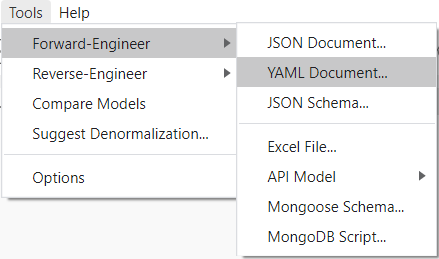 Tools Help
Forward-Engineer
Reverse-Engineer
Compare Models
Suggest Denormalization...
Options
JSON Document...
YAML Document...
JSON Schema...
Excel File...
API Model
Mongoose Schema...
MongoDB Script...